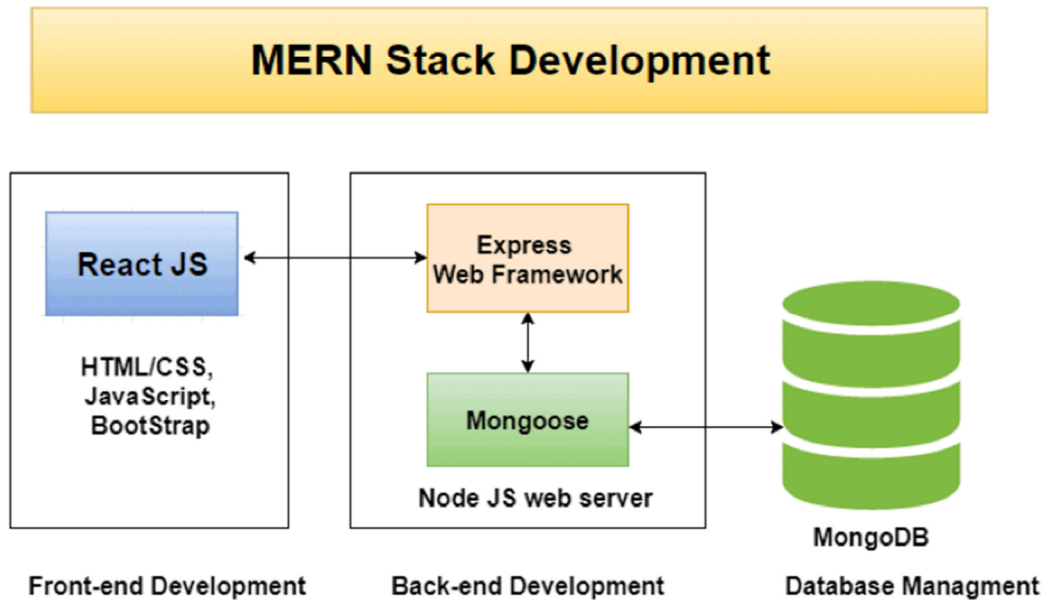 MERN Stack Development
React JS
HTML/CSS,
JavaScript,
BootStrap
Front-end Development
Express
Web Framework
Mongoose
Node JS web server
Back-end Development
MongoDB
Database Managment